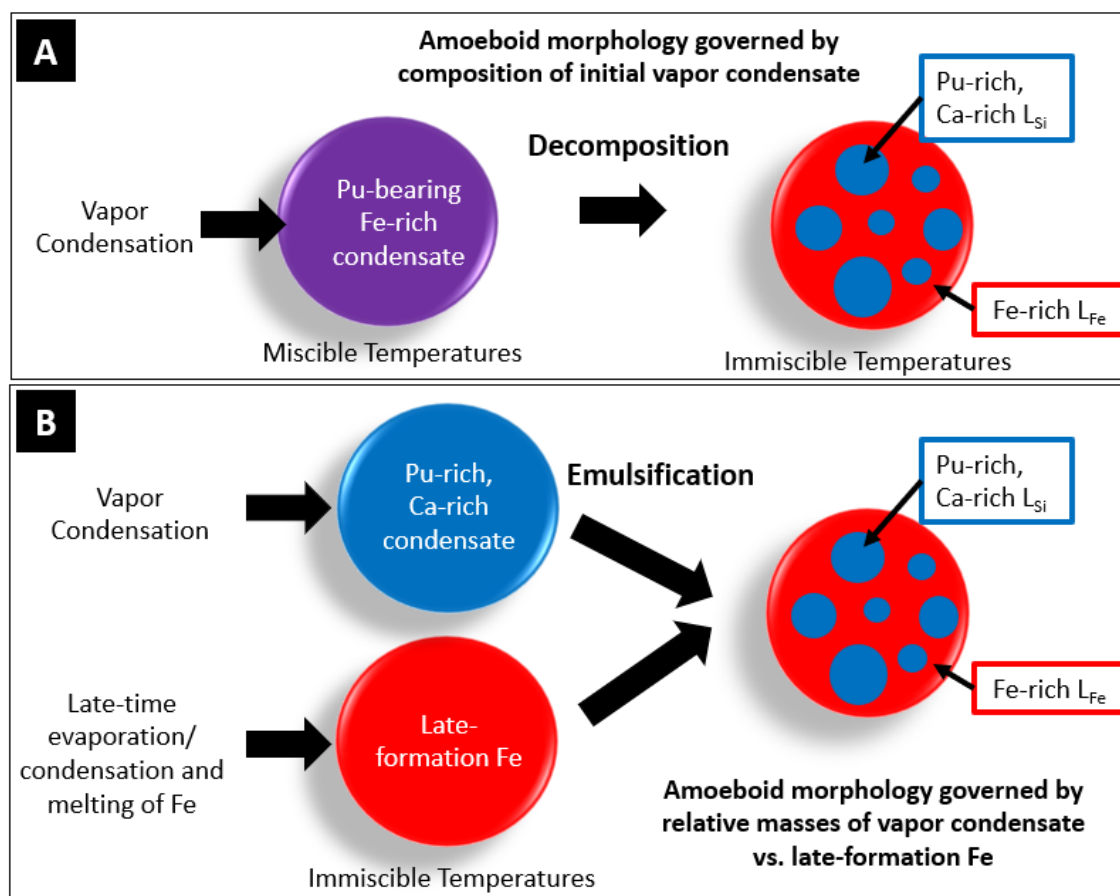 A
Amoeboid morphology governed by
composition of initial vapor condensate
Vapor
Condensation
Pu-bearing
Fe-rich
condensate
Miscible Temperatures
Decomposition
Pu-rich,
Ca-rich LSi
Fe-rich LFe
Immiscible Temperatures
B
Vapor
Condensation
Pu-rich,
Ca-rich
condensate
Emulsification
Pu-rich,
Ca-rich LSi
Fe-rich LFe
Late-time
evaporation/
condensation and
melting of Fe
Late-
formation Fe
Immiscible Temperatures
Amoeboid morphology governed by
relative masses of vapor condensate
vs. late-formation Fe